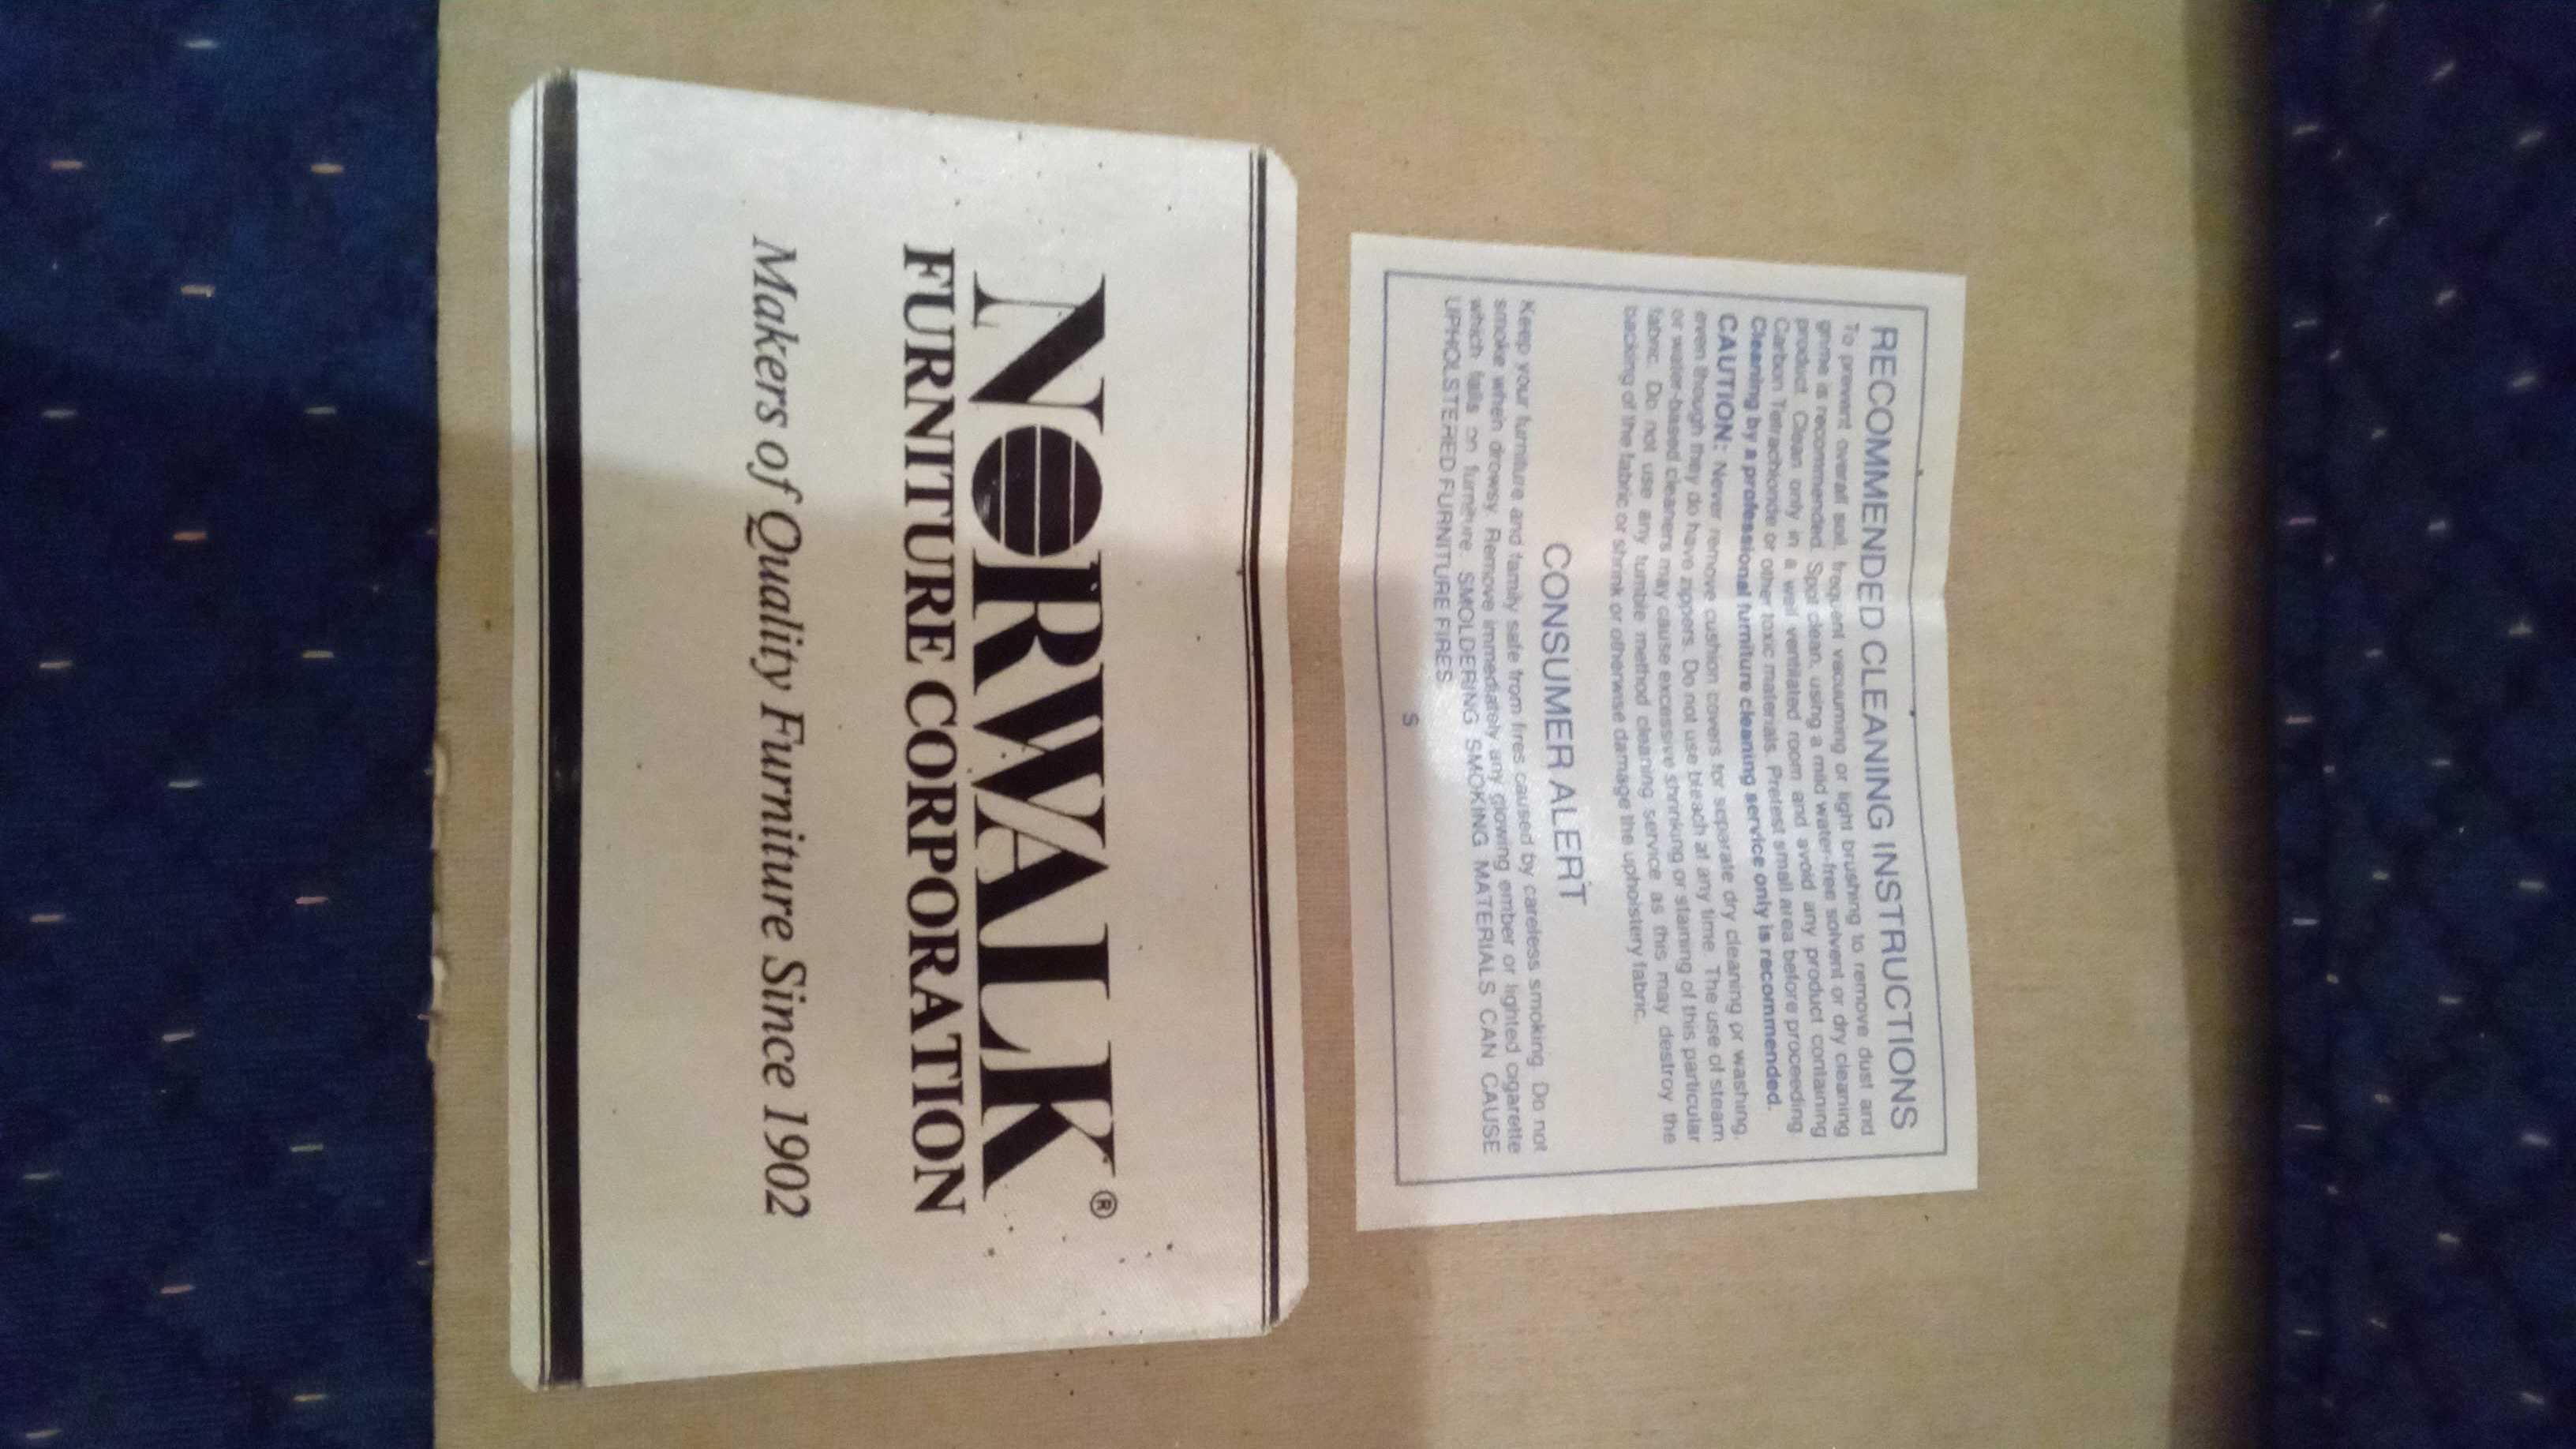 RECOMMENDED CLEANING INSTRUCTIONS
To prevent overall soil, frequent vacuuming or light brushing to remove dust and
grime is recommended. Spot clean, using a mild water-free solvent or dry cleaning
product. Clean only in a well ventilated room and avoid any product containing
Carbon Tetrachloride or other toxic materials. Pretest small area before proceeding.
Cleaning by a professional furniture cleaning service only is recommended.
CAUTION: Never remove cushion covers for separate dry cleaning or washing,
even though they do have zippers. Do not use bleach at any time. The use of steam
or water-based cleaners may cause excessive shrinking or staining of this particular
fabric. Do not use any tumble method cleaning service as this may destroy the
backing of the fabric or shrink or otherwise damage the upholstery fabric.
CONSUMER ALERT
Keep your furniture and family safe from fires caused by careless smoking. Do not
smoke when drowsy. Remove immediately any glowing ember or lighted cigarette
which falls on furniture. SMOLDERING SMOKING MATERIALS CAN CAUSE
UPHOLSTERED FURNITURE FIRES.
S
NORWALK®
FURNITURE CORPORATION
Makers of Quality Furniture Since 1902